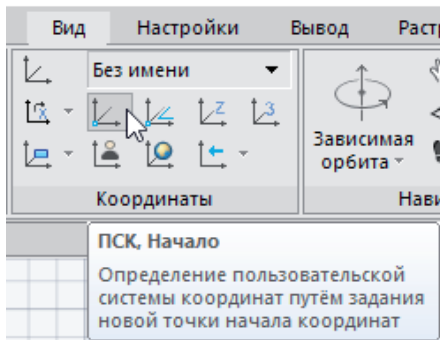 Вид Настройки Вывод Растр
Без имени
Зависимая
орбита
Координаты
Нави
ПСК, Начало
Определение пользовательской
системы координат путём задания
новой точки начала координат